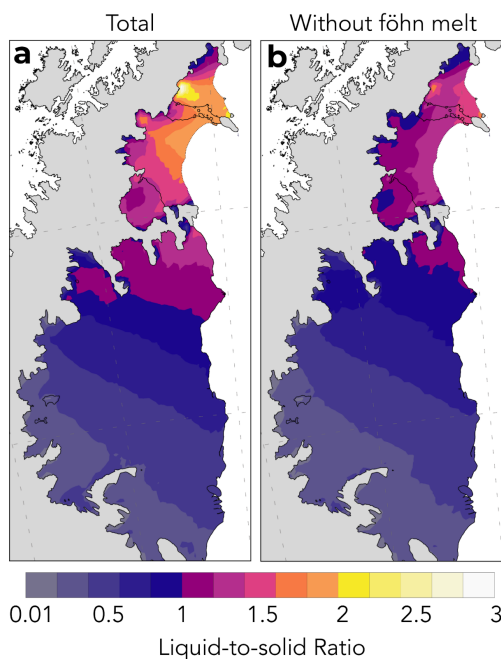 Total
Without föhn melt
a
b
0.01 0.5 1 1.5 2 2.5 3
Liquid-to-solid Ratio